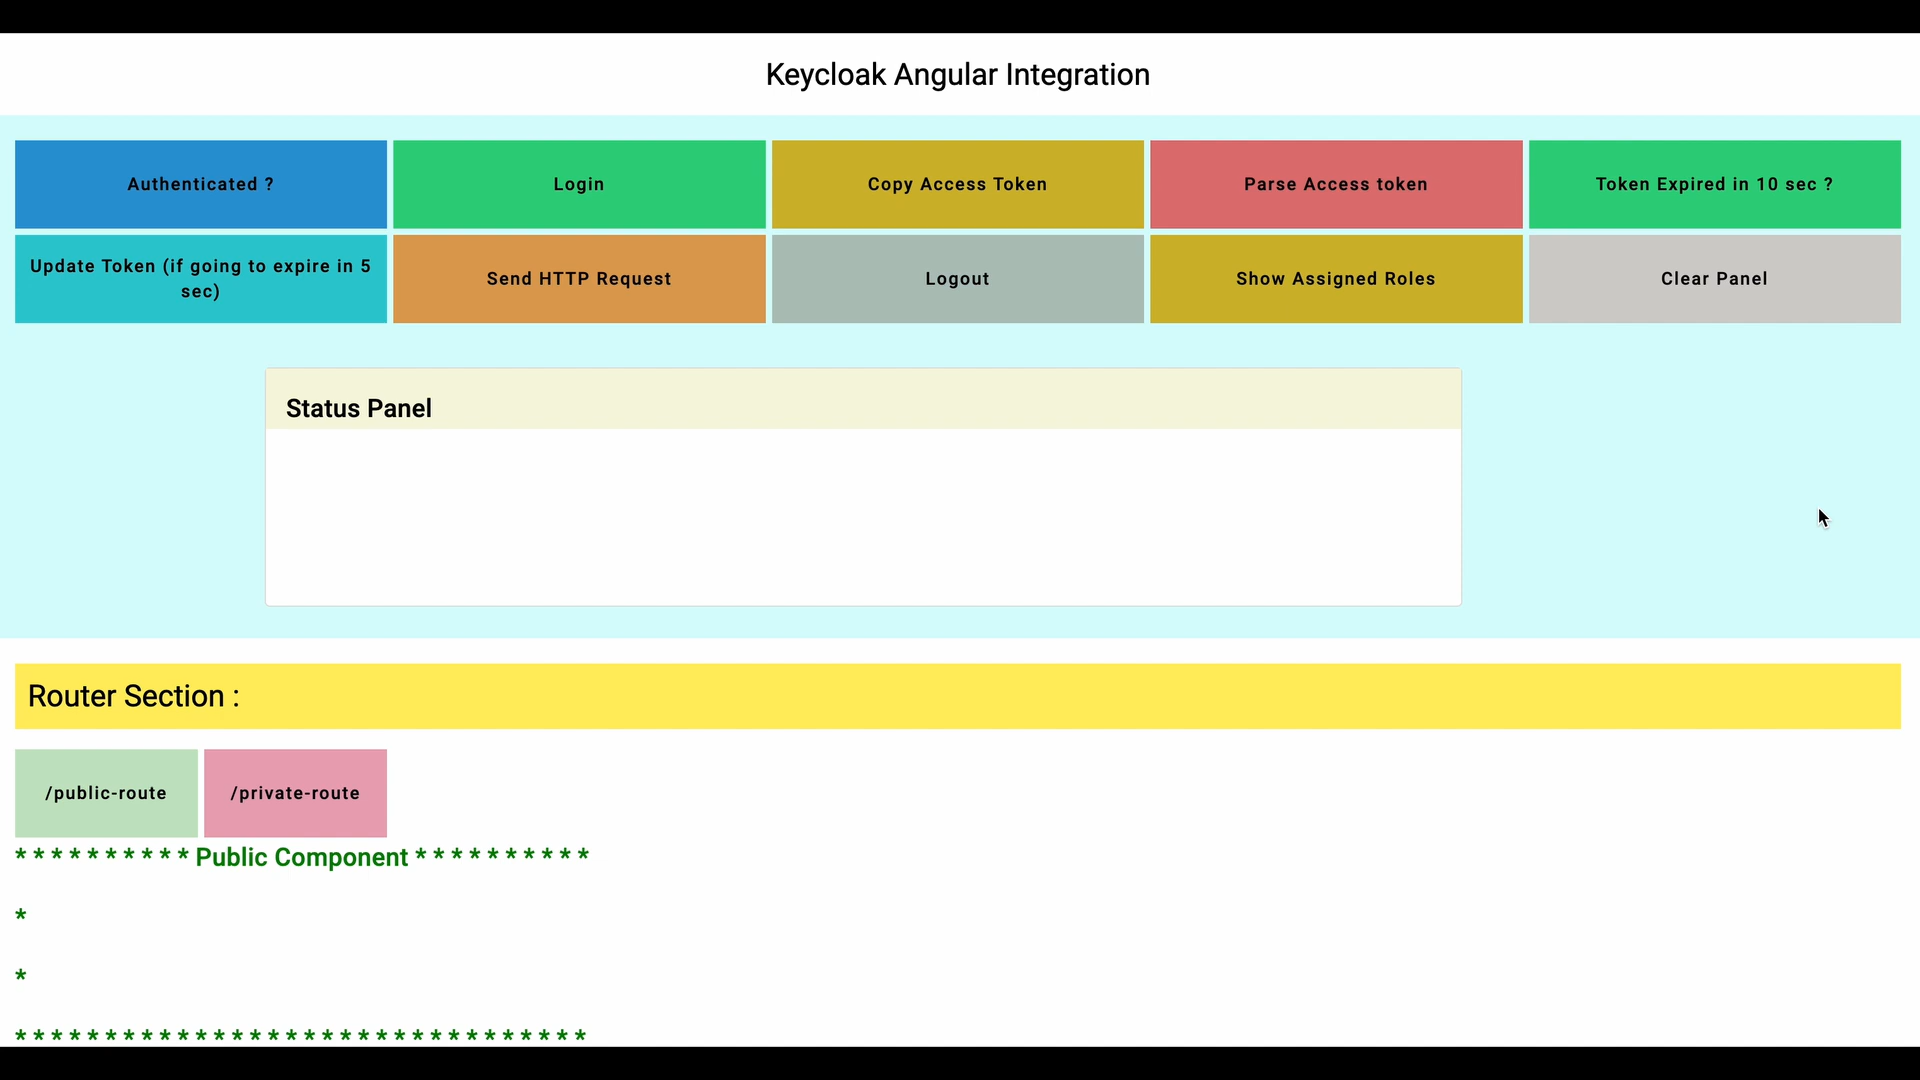 Keycloak Angular Integration
Authenticated ?
Login
Copy Access Token
Parse Access token
Token Expired in 10 sec ?
Update Token (if going to expire in 5
sec)
Send HTTP Request
Logout
Show Assigned Roles
Clear Panel
Status Panel
Router Section :
/public-route
/private-route
* * * * * * * * * * Public Component * * * * * * * * * *
*
*
* * * * * * * * * * * * * * * * * * * * * * * * * * * * * * * *